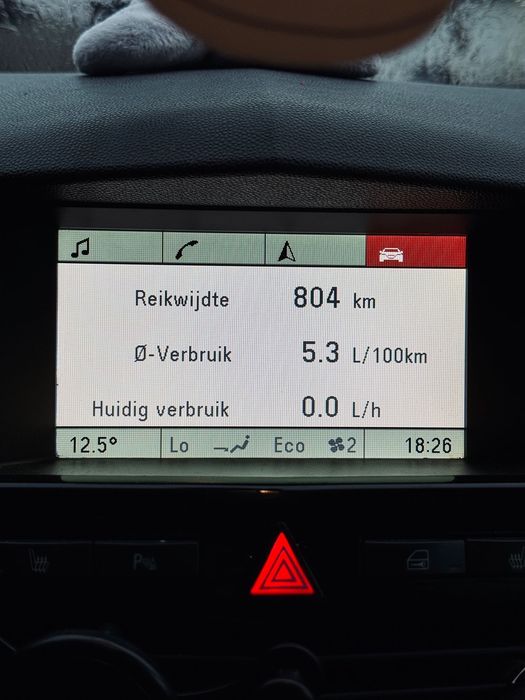 Reikwijdte 804 km
Ø-Verbruik 5.3 L/100km
Huidig verbruik 0.0 L/h
12.5° Lo Eco 2 18:26
P